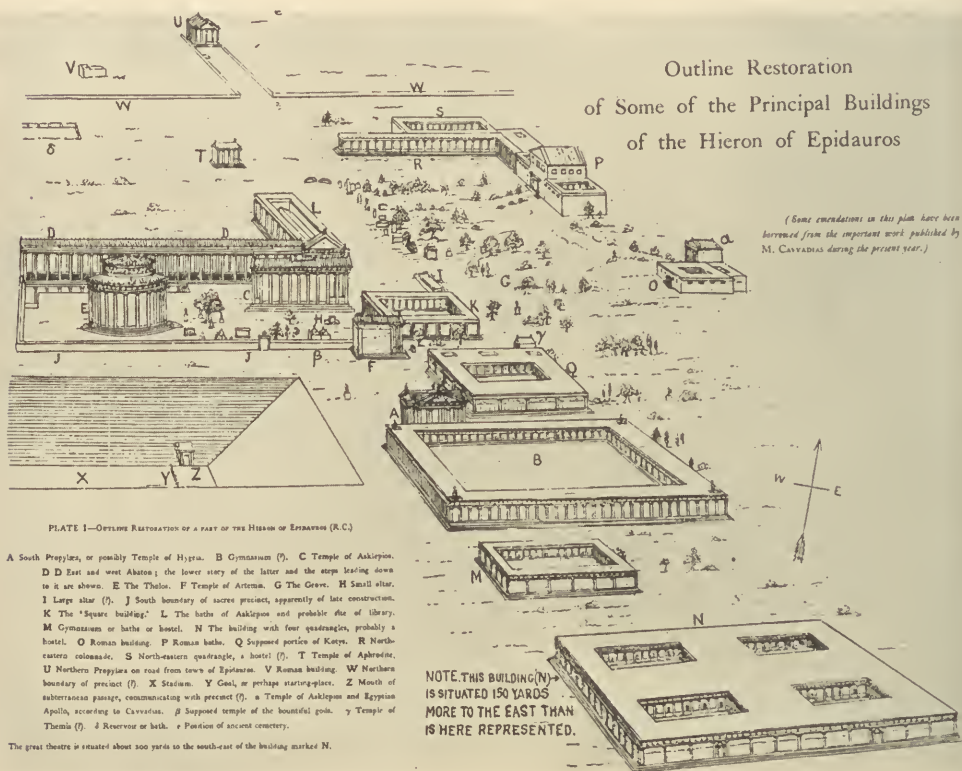 Outline Restoration
of Some of the Principal Buildings
of the Hieron of Epidauros
(Some emendations in this plan have been
borrowed from the important work published by
M. CAVVADIAS during the present year.)
U
V
W
W
δ
T
S
R
P
L
D
D
E
C
H
I
G
K
J
J
β
F
α
O
γ
Q
A
B
X
Y
Z
W
E
M
N
PLATE I—OUTLINE RESTORATION OF A PART OF THE HIERON OF EPIDAUROS (R.C.)
A South Propylæa, or possibly Temple of Hygeia. B Gymnasium (?). C Temple of Asklepios.
D D East and west Abaton; the lower story of the latter and the steps leading down
to it are shown. E The Tholos. F Temple of Artemis. G The Grove. H Small altar.
I Large altar (?). J South boundary of sacred precinct, apparently of late construction.
K The 'Square building.' L The baths of Asklepios and probable site of library.
M Gymnasium or baths or hostel. N The building with four quadrangles, probably a
hostel. O Roman building. P Roman baths. Q Supposed portico of Kotys. R North-
eastern colonnade. S North-eastern quadrangle, a hostel (?). T Temple of Aphrodite.
U Northern Propylæa on road from town of Epidauros. V Roman building. W Northern
boundary of precinct (?). X Stadium. Y Goal, or perhaps starting-place. Z Mouth of
subterranean passage, communicating with precinct (?). α Temple of Asklepios and Egyptian
Apollo, according to Cavvadias. β Supposed temple of the bountiful gods. γ Temple of
Themis (?). δ Reservoir or bath. ε Position of ancient cemetery.
The great theatre is situated about 200 yards to the south-east of the building marked N.
NOTE. THIS BUILDING (N)
IS SITUATED 150 YARDS
MORE TO THE EAST THAN
IS HERE REPRESENTED.